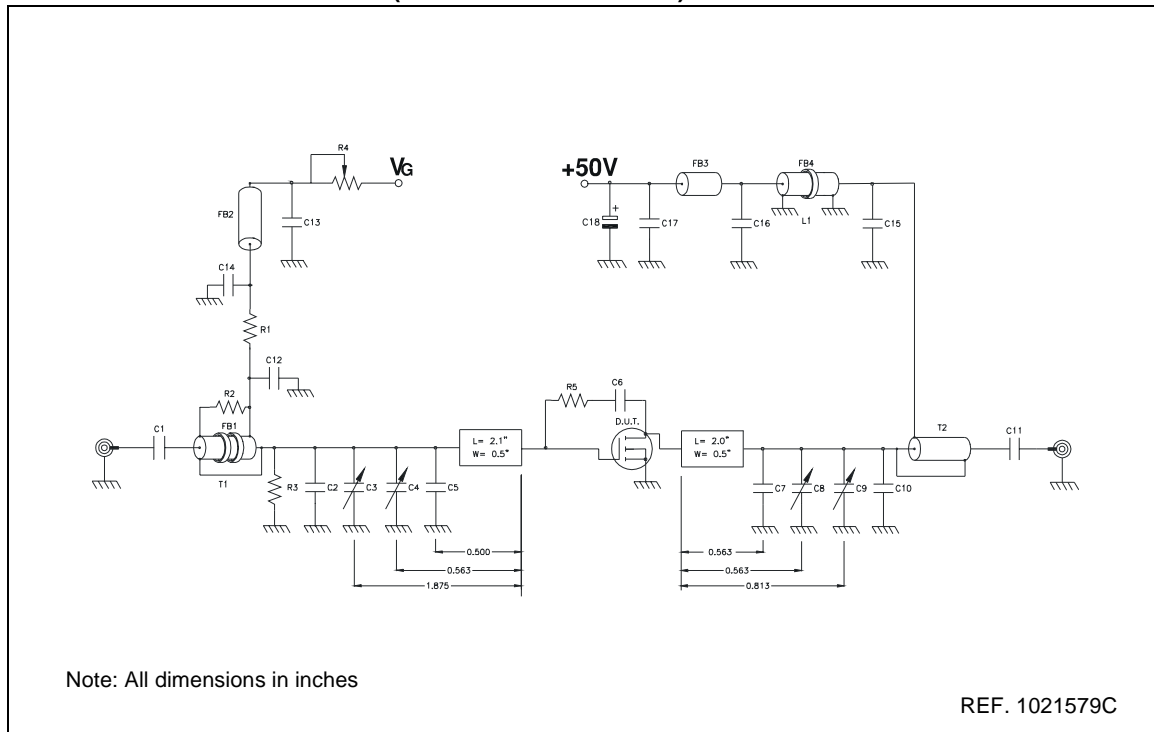 R4
VG
+50V
FB3
FB4
FB2
C13
+
C18
C17
C16
L1
C15
C14
R1
C12
R2
FB1
C1
T1
R3
C2
C3
C4
C5
L= 2.1"
W= 0.5"
R5
C6
D.U.T.
L= 2.0"
W= 0.5"
C7
C8
C9
C10
T2
C11
0.500
0.563
1.875
0.563
0.563
0.813
Note: All dimensions in inches
REF. 1021579C